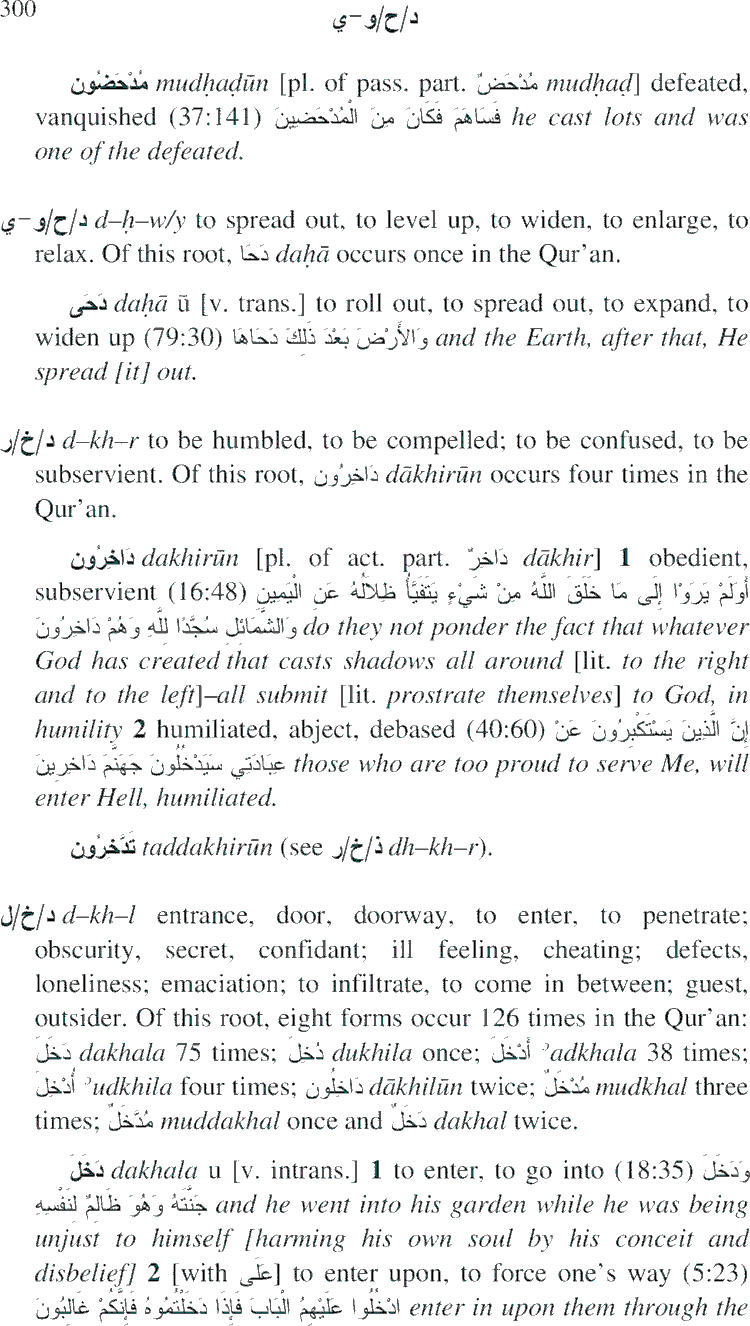 300
د/ح/و-ي
مُدْحَضُون mudḥaḍūn [pl. of pass. part. مُدْحَضٌ mudḥaḍ] defeated,
vanquished (37:141) فَسَاهَمَ فَكَانَ مِنَ الْمُدْحَضِينَ he cast lots and was
one of the defeated.
د/ح/و-ي d–ḥ–w/y to spread out, to level up, to widen, to enlarge, to
relax. Of this root, دَحَا daḥā occurs once in the Qur’an.
دَحَى daḥā ū [v. trans.] to roll out, to spread out, to expand, to
widen up (79:30) وَالأَرْضَ بَعْدَ ذَلِكَ دَحَاهَا and the Earth, after that, He
spread [it] out.
د/خ/ر d–kh–r to be humbled, to be compelled; to be confused, to be
subservient. Of this root, دَاخِرُون dākhirūn occurs four times in the
Qur’an.
دَاخِرُون dakhirūn [pl. of act. part. دَاخِرٌ dākhir] 1 obedient,
subservient (16:48) أَوَلَمْ يَرَوْا إِلَى مَا خَلَقَ اللَّهُ مِنْ شَيْءٍ يَتَفَيَّأُ ظِلاَلُهُ عَنِ الْيَمِينِ
وَالشَّمَائِلِ سُجَّدًا لِلَّهِ وَهُمْ دَاخِرُونَ do they not ponder the fact that whatever
God has created that casts shadows all around [lit. to the right
and to the left]–all submit [lit. prostrate themselves] to God, in
humility 2 humiliated, abject, debased (40:60) إِنَّ الَّذِينَ يَسْتَكْبِرُونَ عَنْ
عِبَادَتِي سَيَدْخُلُونَ جَهَنَّمَ دَاخِرِينَ those who are too proud to serve Me, will
enter Hell, humiliated.
تَدَّخِرُون taddakhirūn (see ذ/خ/ر dh–kh–r).
د/خ/ل d–kh–l entrance, door, doorway, to enter, to penetrate;
obscurity, secret, confidant; ill feeling, cheating; defects,
loneliness; emaciation; to infiltrate, to come in between; guest,
outsider. Of this root, eight forms occur 126 times in the Qur’an:
دَخَلَ dakhala 75 times; دُخِلَ dukhila once; أَدْخَلَ ʾadkhala 38 times;
أُدْخِلَ ʾudkhila four times; دَاخِلُون dākhilūn twice; مُدْخَلٌ mudkhal three
times; مُدَّخَلٌ muddakhal once and دَخَلٌ dakhal twice.
دَخَلَ dakhala u [v. intrans.] 1 to enter, to go into (18:35) وَدَخَلَ
جَنَّتَهُ وَهُوَ ظَالِمٌ لِنَفْسِهِ and he went into his garden while he was being
unjust to himself [harming his own soul by his conceit and
disbelief] 2 [with عَلَى] to enter upon, to force one’s way (5:23)
ادْخُلُوا عَلَيْهِمُ الْبَابَ فَإِذَا دَخَلْتُمُوهُ فَإِنَّكُمْ غَالِبُونَ enter in upon them through the